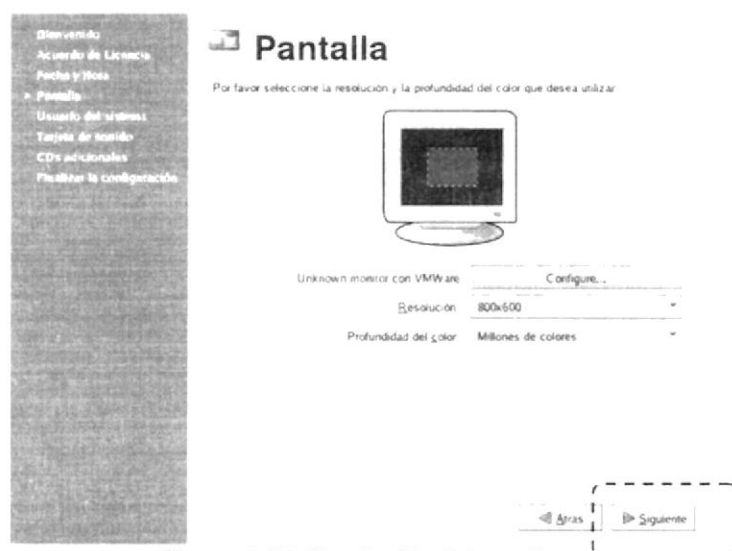 Bienvenido
Acuerdo de Licencia
Fecha y Hora
Pantalla
Usuario del sistema
Tarjeta de sonido
CDs adicionales
Finalizar la configuración
Pantalla
Por favor seleccione la resolución y la profundidad del color que desea utilizar
Unknown monitor con VMWare Configure...
Resolución 800x600
Profundidad del color Millones de colores
Atras Siguiente